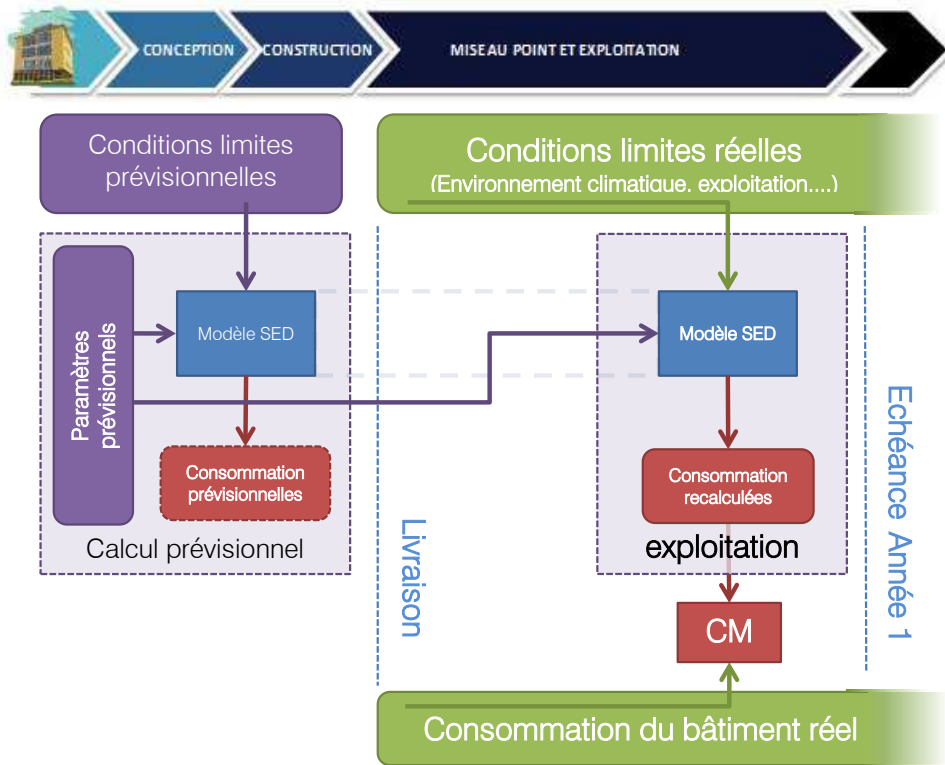 CONCEPTION
CONSTRUCTION
MISE AU POINT ET EXPLOITATION
Conditions limites
prévisionnelles
Conditions limites réelles
(Environnement climatique, exploitation....)
Paramètres
prévisionnels
Modèle SED
Modèle SED
Consommation
prévisionnelles
Consommation
recalculées
Calcul prévisionnel
exploitation
Livraison
Echéance Année 1
CM
Consommation du bâtiment réel